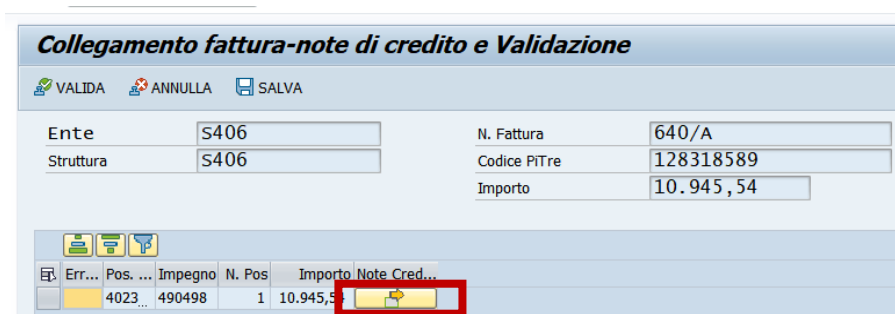 Collegamento fattura-note di credito e Validazione
VALIDA ANNULLA SALVA
Ente S406 N. Fattura 640/A
Struttura S406 Codice PiTre 128318589
Importo 10.945,54
Err... Pos. ... Impegno N. Pos Importo Note Cred...
4023... 490498 1 10.945,54